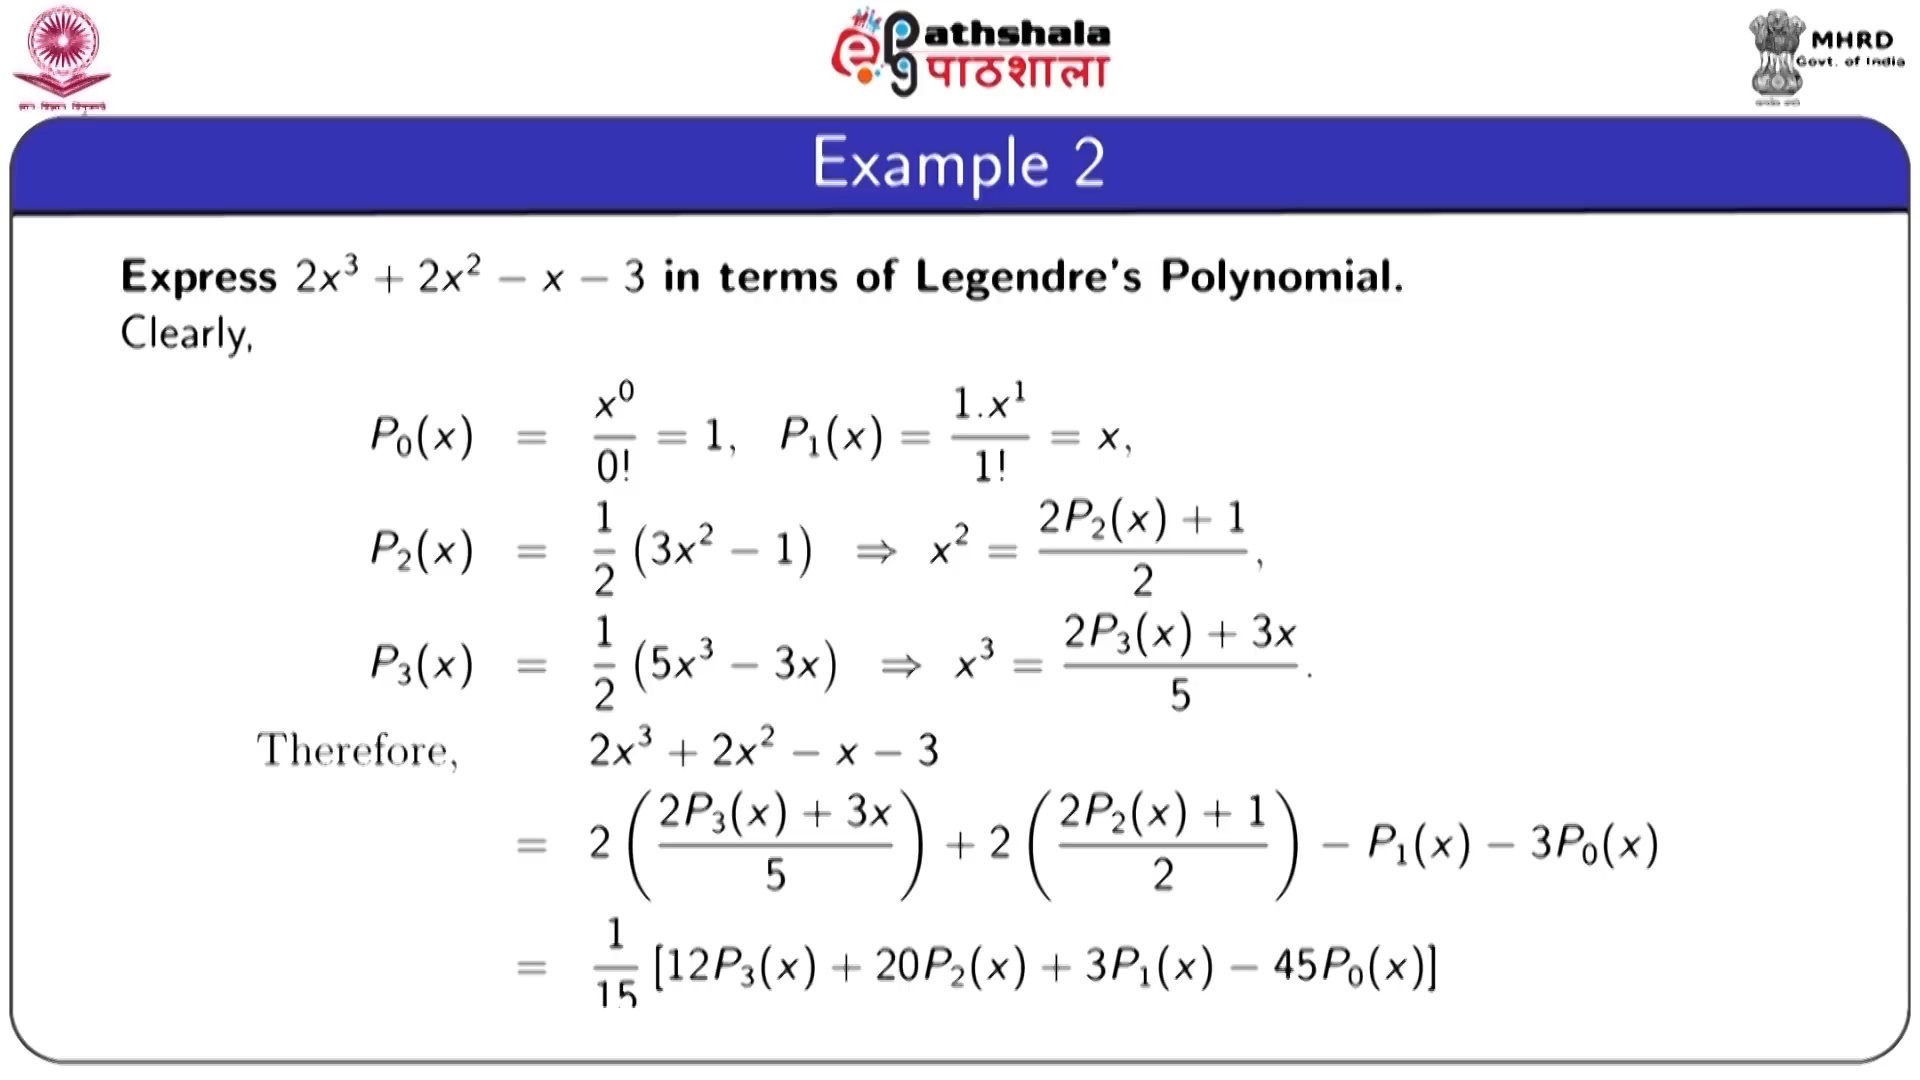 ePathshala
पाठशाला
MHRD
Govt. of India
Example 2
Express 2x³ + 2x² − x − 3 in terms of Legendre's Polynomial.
Clearly,
P₀(x) = x⁰/0! = 1, P₁(x) = 1.x¹/1! = x,
P₂(x) = 1/2 (3x² − 1) ⇒ x² = (2P₂(x) + 1)/2,
P₃(x) = 1/2 (5x³ − 3x) ⇒ x³ = (2P₃(x) + 3x)/5.
Therefore, 2x³ + 2x² − x − 3
= 2 ((2P₃(x) + 3x)/5) + 2 ((2P₂(x) + 1)/2) − P₁(x) − 3P₀(x)
= 1/15 [12P₃(x) + 20P₂(x) + 3P₁(x) − 45P₀(x)]